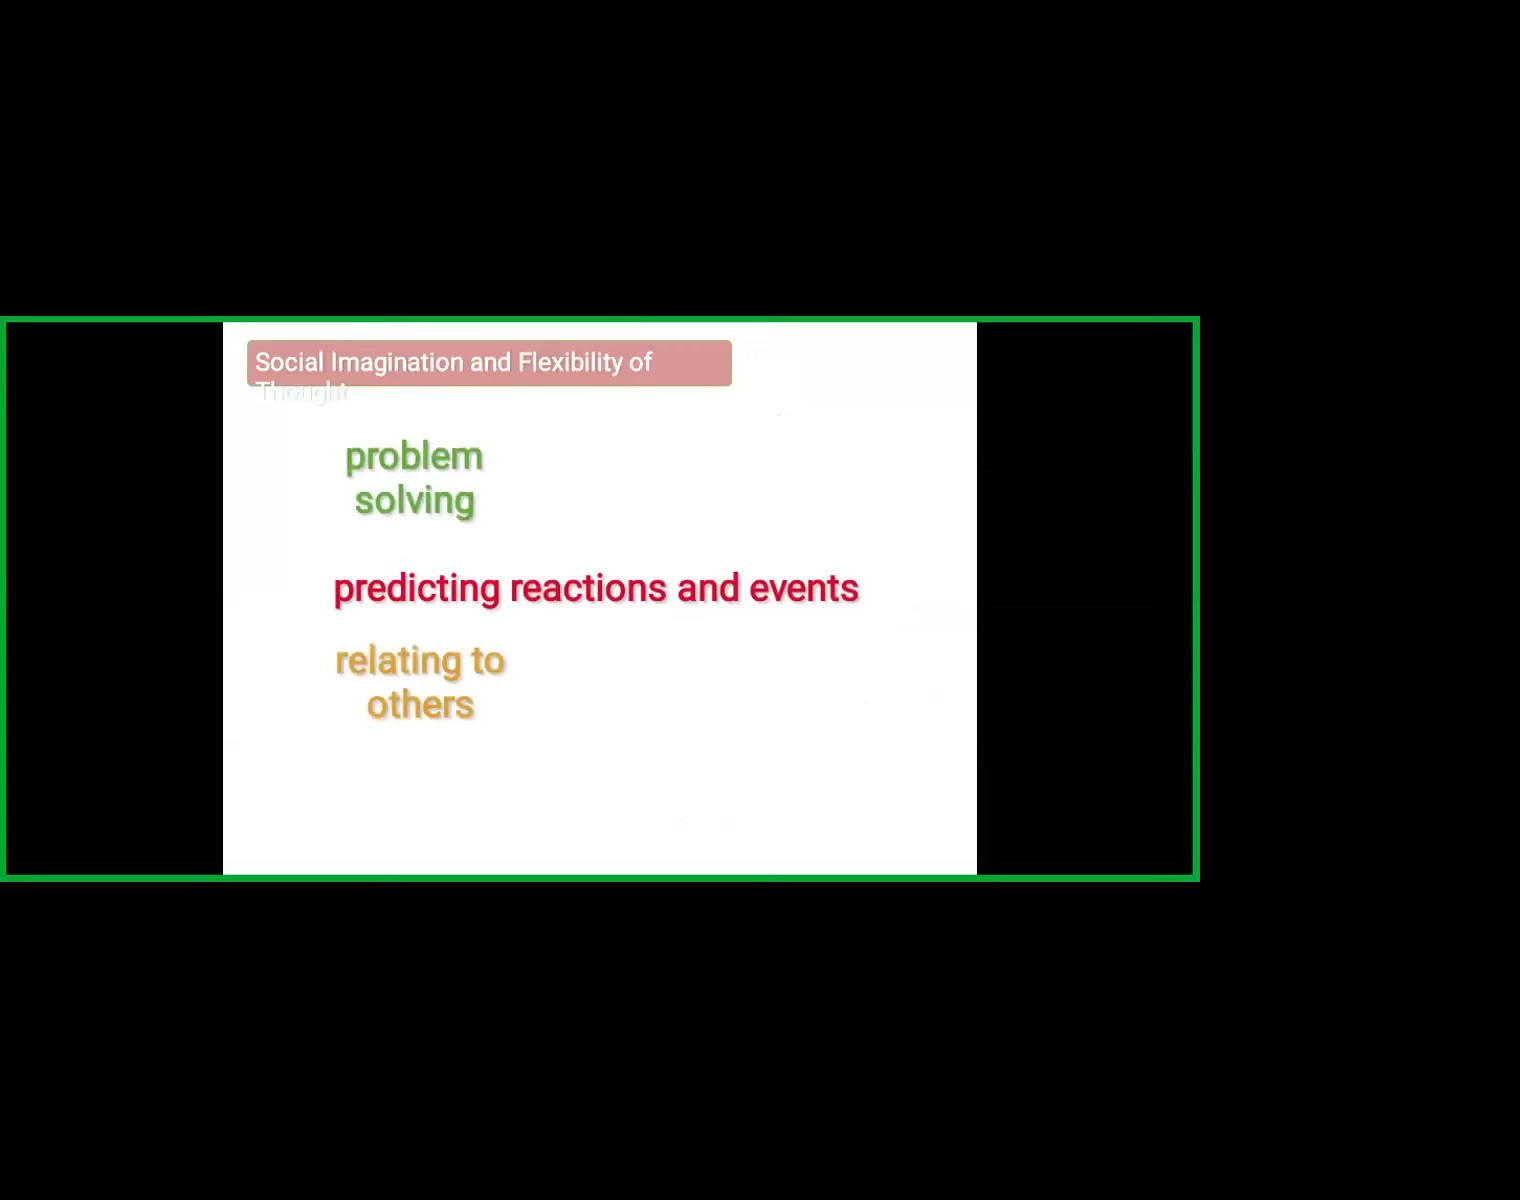 Social Imagination and Flexibility of
Thought
problem
solving
predicting reactions and events
relating to
others